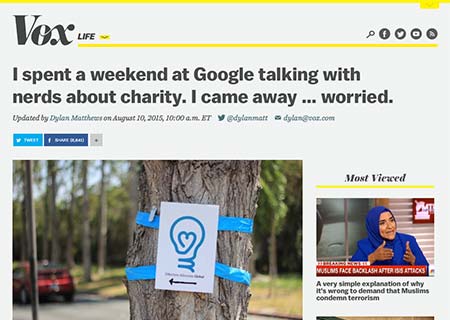 Vox LIFE
I spent a weekend at Google talking with
nerds about charity. I came away ... worried.
Updated by Dylan Matthews on August 10, 2015, 10:00 a.m. ET @dylanmatt dylan@vox.com
TWEET
SHARE
+
Most Viewed
Effective Altruism Global
BREAKING NEWS
MUSLIMS FACE BACKLASH AFTER ISIS ATTACKS
A very simple explanation of why
it's wrong to demand that Muslims
condemn terrorism